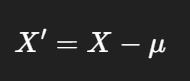 X′ = X − μ